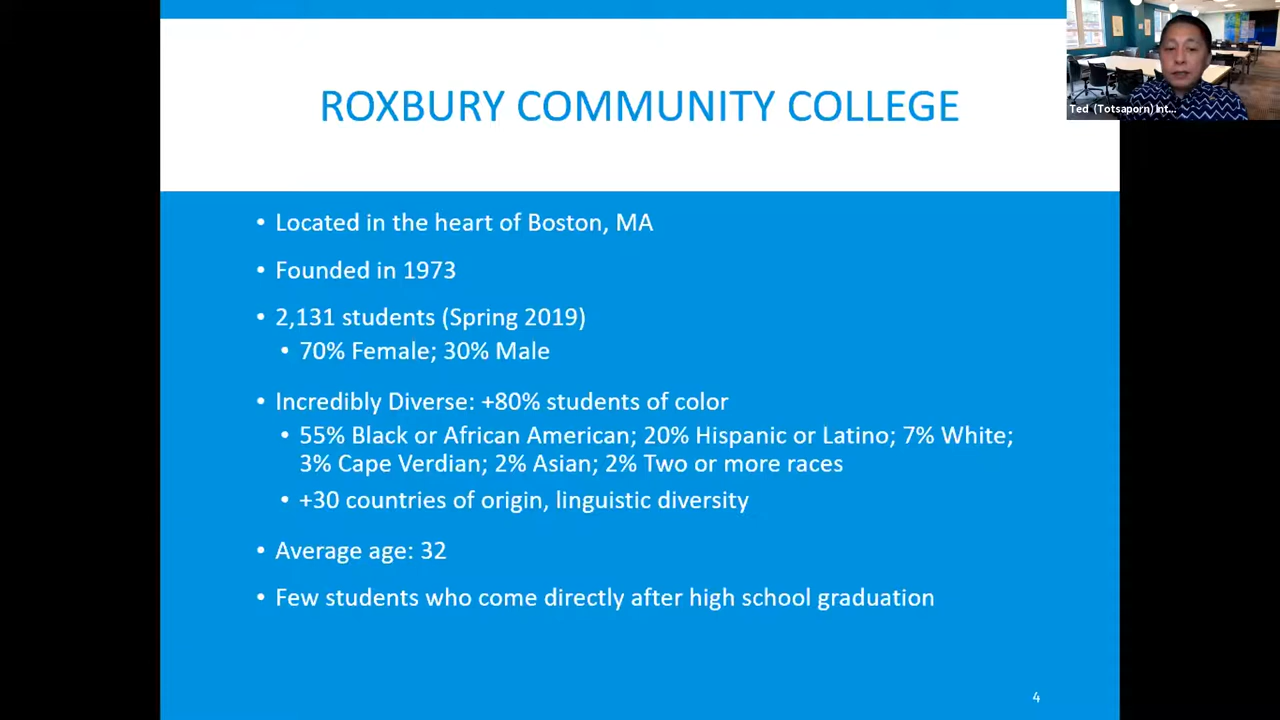 ROXBURY COMMUNITY COLLEGE
Ted (Totsaporn) Int...
• Located in the heart of Boston, MA
• Founded in 1973
• 2,131 students (Spring 2019)
• 70% Female; 30% Male
• Incredibly Diverse: +80% students of color
• 55% Black or African American; 20% Hispanic or Latino; 7% White;
3% Cape Verdian; 2% Asian; 2% Two or more races
• +30 countries of origin, linguistic diversity
• Average age: 32
• Few students who come directly after high school graduation
4